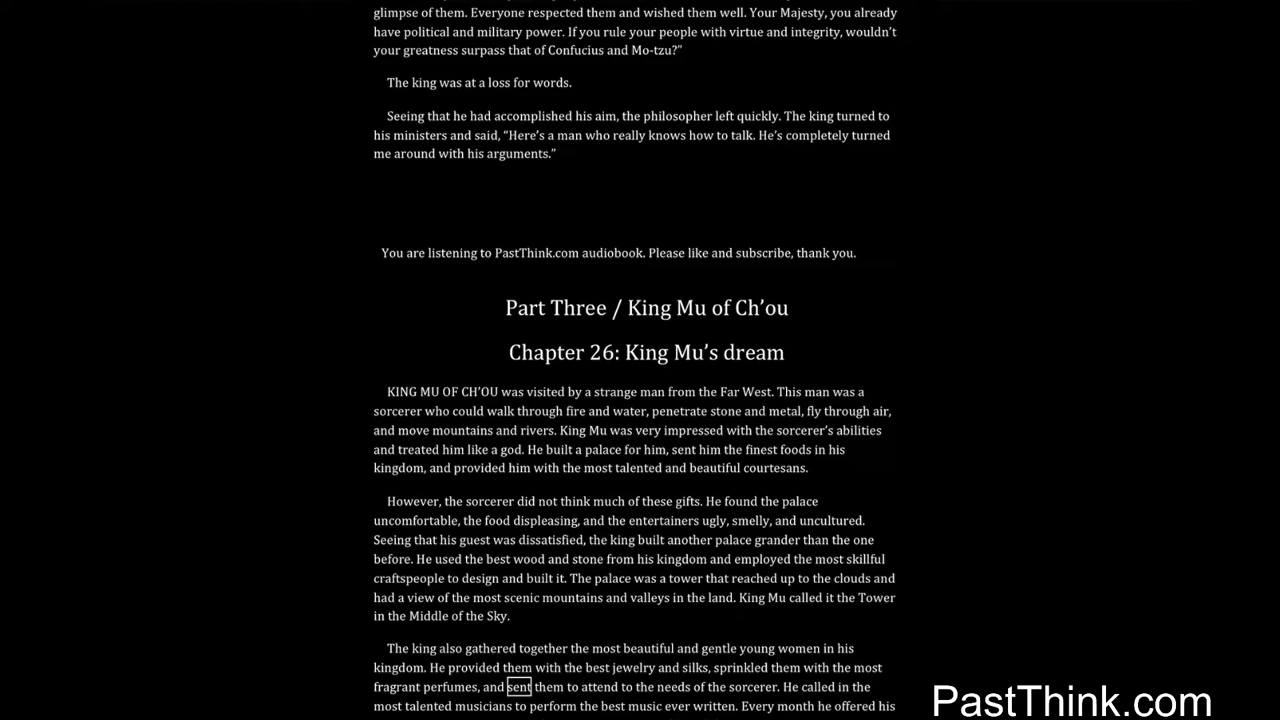 glimpse of them. Everyone respected them and wished them well. Your Majesty, you already
have political and military power. If you rule your people with virtue and integrity, wouldn’t
your greatness surpass that of Confucius and Mo-tzu?”
The king was at a loss for words.
Seeing that he had accomplished his aim, the philosopher left quickly. The king turned to
his ministers and said, “Here’s a man who really knows how to talk. He’s completely turned
me around with his arguments.”
You are listening to PastThink.com audiobook. Please like and subscribe, thank you.
Part Three / King Mu of Ch’ou
Chapter 26: King Mu’s dream
KING MU OF CH’OU was visited by a strange man from the Far West. This man was a
sorcerer who could walk through fire and water, penetrate stone and metal, fly through air,
and move mountains and rivers. King Mu was very impressed with the sorcerer’s abilities
and treated him like a god. He built a palace for him, sent him the finest foods in his
kingdom, and provided him with the most talented and beautiful courtesans.
However, the sorcerer did not think much of these gifts. He found the palace
uncomfortable, the food displeasing, and the entertainers ugly, smelly, and uncultured.
Seeing that his guest was dissatisfied, the king built another palace grander than the one
before. He used the best wood and stone from his kingdom and employed the most skillful
craftspeople to design and built it. The palace was a tower that reached up to the clouds and
had a view of the most scenic mountains and valleys in the land. King Mu called it the Tower
in the Middle of the Sky.
The king also gathered together the most beautiful and gentle young women in his
kingdom. He provided them with the best jewelry and silks, sprinkled them with the most
fragrant perfumes, and sent them to attend to the needs of the sorcerer. He called in the
most talented musicians to perform the best music ever written. Every month he offered his
PastThink.com